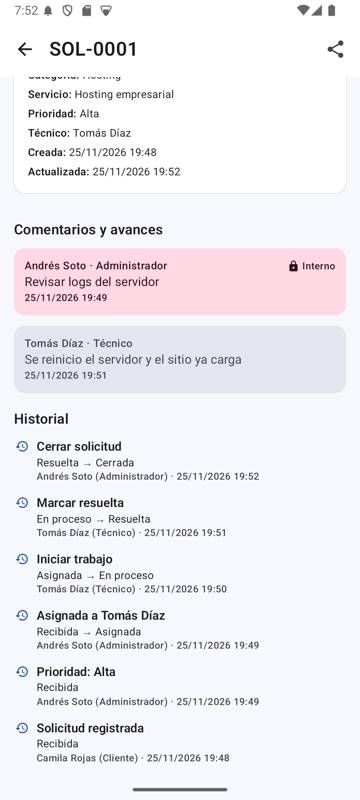 7:52
SOL-0001
Categoría: Hosting
Servicio: Hosting empresarial
Prioridad: Alta
Técnico: Tomás Díaz
Creada: 25/11/2026 19:48
Actualizada: 25/11/2026 19:52
Comentarios y avances
Andrés Soto · Administrador
Interno
Revisar logs del servidor
25/11/2026 19:49
Tomás Díaz · Técnico
Se reinicio el servidor y el sitio ya carga
25/11/2026 19:51
Historial
Cerrar solicitud
Resuelta → Cerrada
Andrés Soto (Administrador) · 25/11/2026 19:52
Marcar resuelta
En proceso → Resuelta
Tomás Díaz (Técnico) · 25/11/2026 19:51
Iniciar trabajo
Asignada → En proceso
Tomás Díaz (Técnico) · 25/11/2026 19:50
Asignada a Tomás Díaz
Recibida → Asignada
Andrés Soto (Administrador) · 25/11/2026 19:49
Prioridad: Alta
Recibida
Andrés Soto (Administrador) · 25/11/2026 19:49
Solicitud registrada
Recibida
Camila Rojas (Cliente) · 25/11/2026 19:48